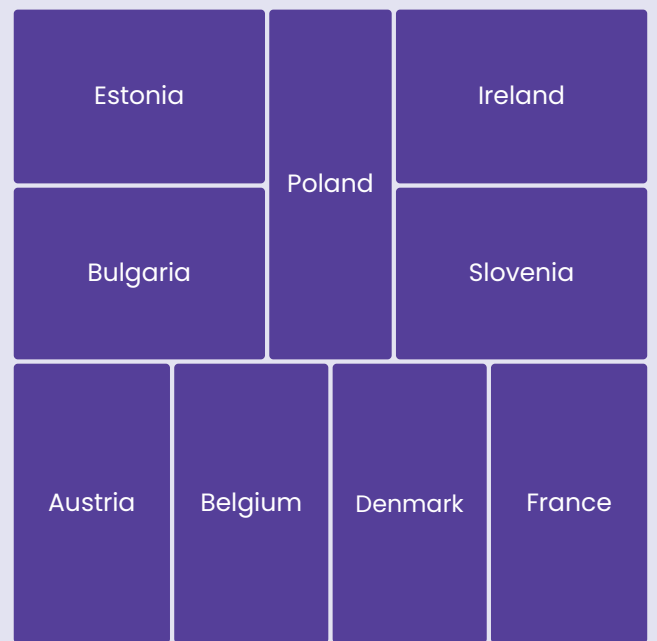 Estonia
Poland
Ireland
Bulgaria
Slovenia
Austria
Belgium
Denmark
France